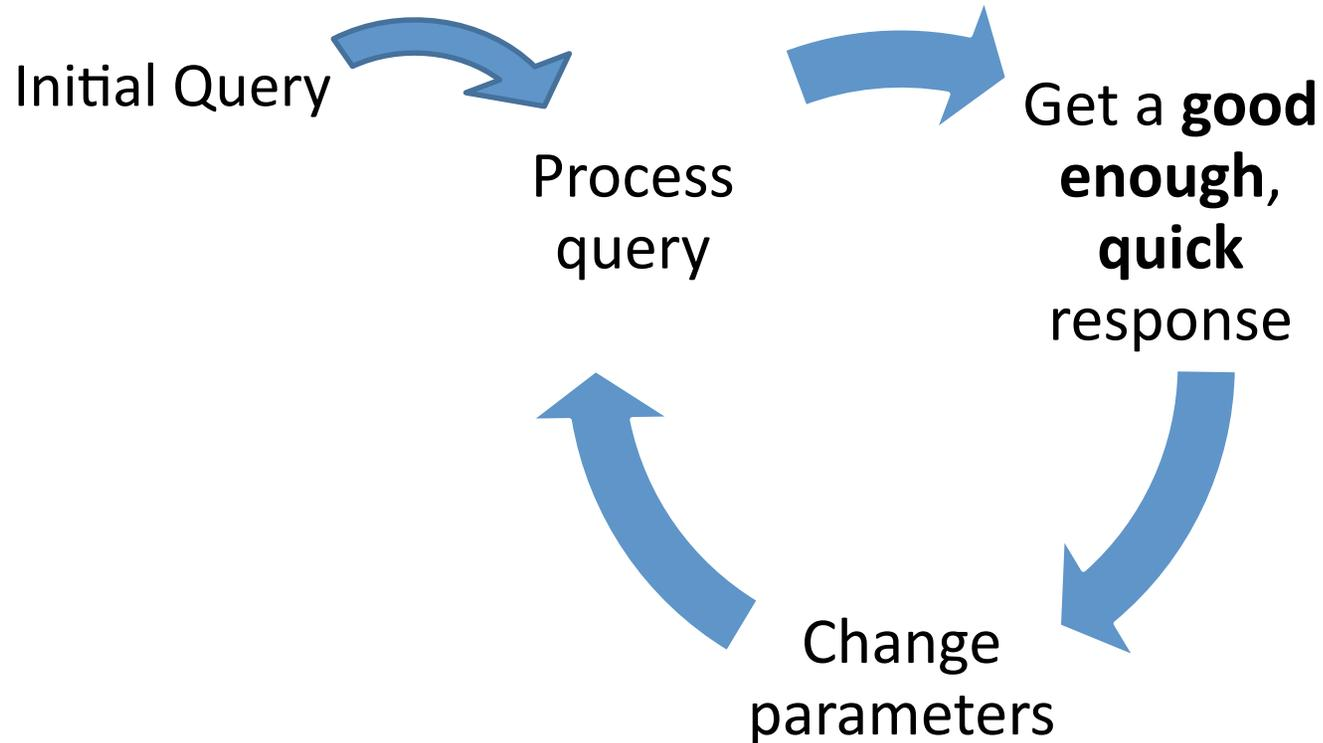 Initial Query
Process
query
Get a good
enough,
quick
response
Change
parameters